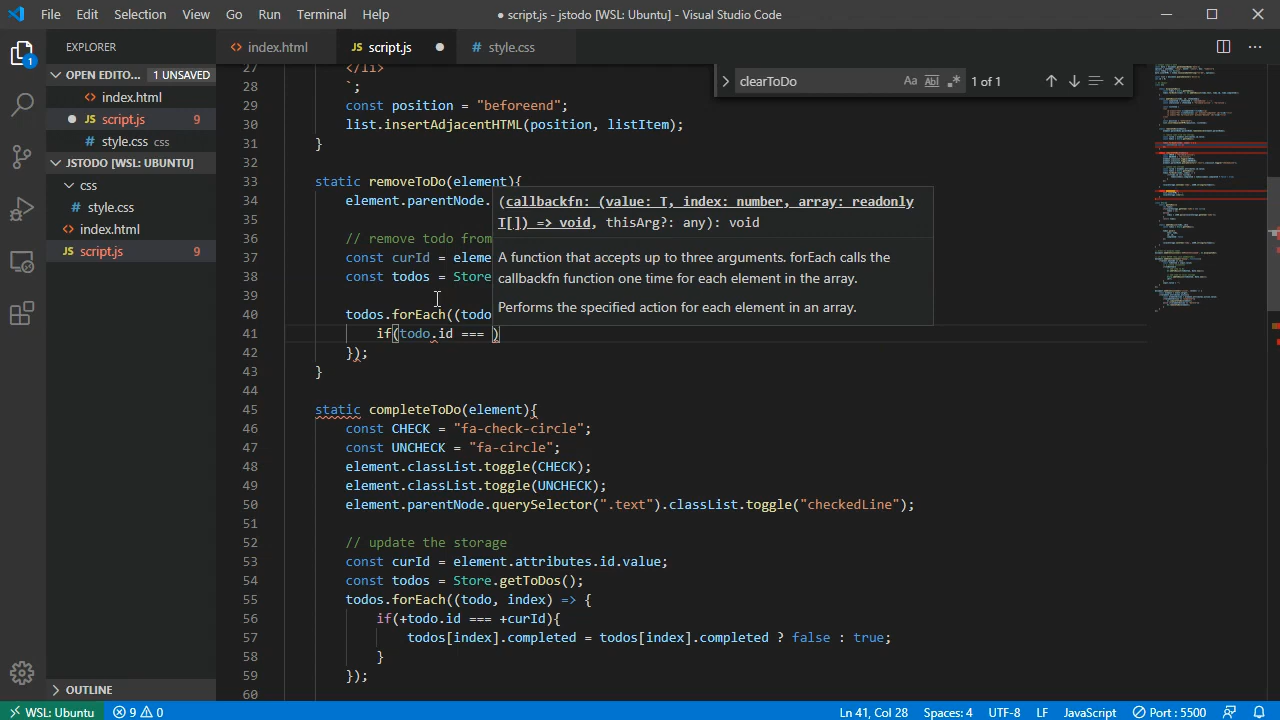 File Edit Selection View Go Run Terminal Help
● script.js - jstodo [WSL: Ubuntu] - Visual Studio Code
EXPLORER
OPEN EDITO... 1 UNSAVED
<> index.html
script.js 9
# style.css css
JSTODO [WSL: UBUNTU]
css
# style.css
<> index.html
JS script.js 9
OUTLINE
1
<> index.html
JS script.js ●
# style.css
clearToDo Aa Abl .* 1 of 1
27 </li>
28 `;
29 const position = "beforeend";
30 list.insertAdjacentHTML(position, listItem);
31 }
32
33 static removeToDo(element){
34 element.parentNode.
35
36 // remove todo from
37 const curId = eleme
38 const todos = Store
39
40 todos.forEach((todo
41 if(todo.id === )
42 });
43 }
44
45 static completeToDo(element){
46 const CHECK = "fa-check-circle";
47 const UNCHECK = "fa-circle";
48 element.classList.toggle(CHECK);
49 element.classList.toggle(UNCHECK);
50 element.parentNode.querySelector(".text").classList.toggle("checkedLine");
51
52 // update the storage
53 const curId = element.attributes.id.value;
54 const todos = Store.getToDos();
55 todos.forEach((todo, index) => {
56 if(+todo.id === +curId){
57 todos[index].completed = todos[index].completed ? false : true;
58 }
59 });
60
(callbackfn: (value: T, index: number, array: readonly
T[]) => void, thisArg?: any): void
A function that accepts up to three arguments. forEach calls the
callback function one time for each element in the array.
Performs the specified action for each element in an array.
WSL: Ubuntu 9 0
Ln 41, Col 28 Spaces: 4 UTF-8 LF JavaScript Port : 5500